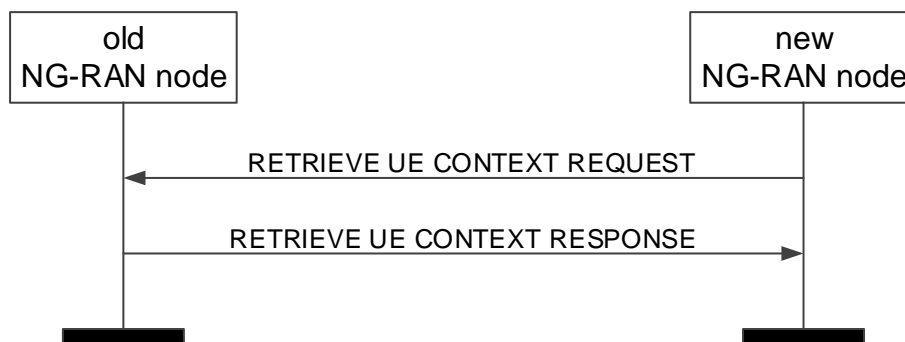 old
NG-RAN node
new
NG-RAN node
RETRIEVE UE CONTEXT REQUEST
RETRIEVE UE CONTEXT RESPONSE